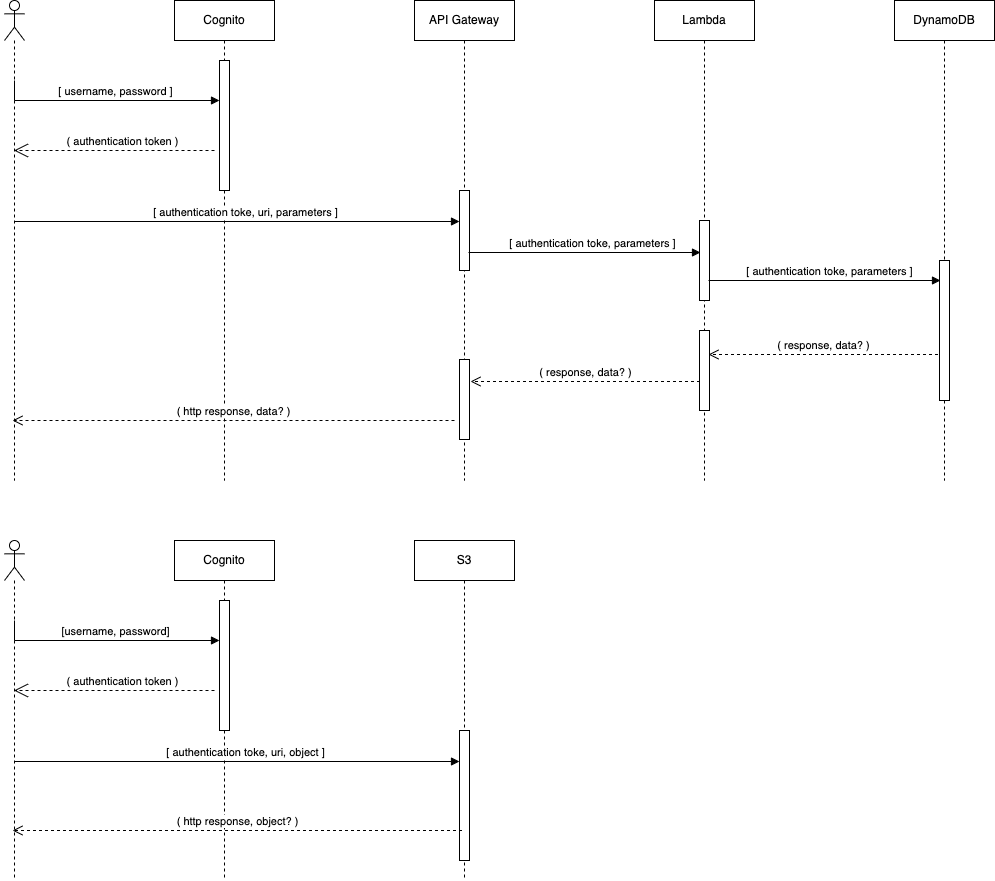 Cognito
API Gateway
Lambda
DynamoDB
[ username, password ]
( authentication token )
[ authentication toke, uri, parameters ]
[ authentication toke, parameters ]
[ authentication toke, parameters ]
( response, data? )
( response, data? )
( http response, data? )
Cognito
S3
[username, password]
( authentication token )
[ authentication toke, uri, object ]
( http response, object? )